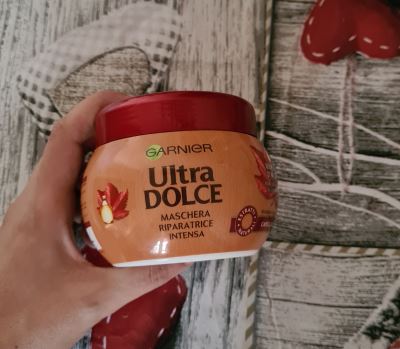 GARNIER
Ultra
DOLCE
MASCHERA
RIPARATRICE
INTENSA